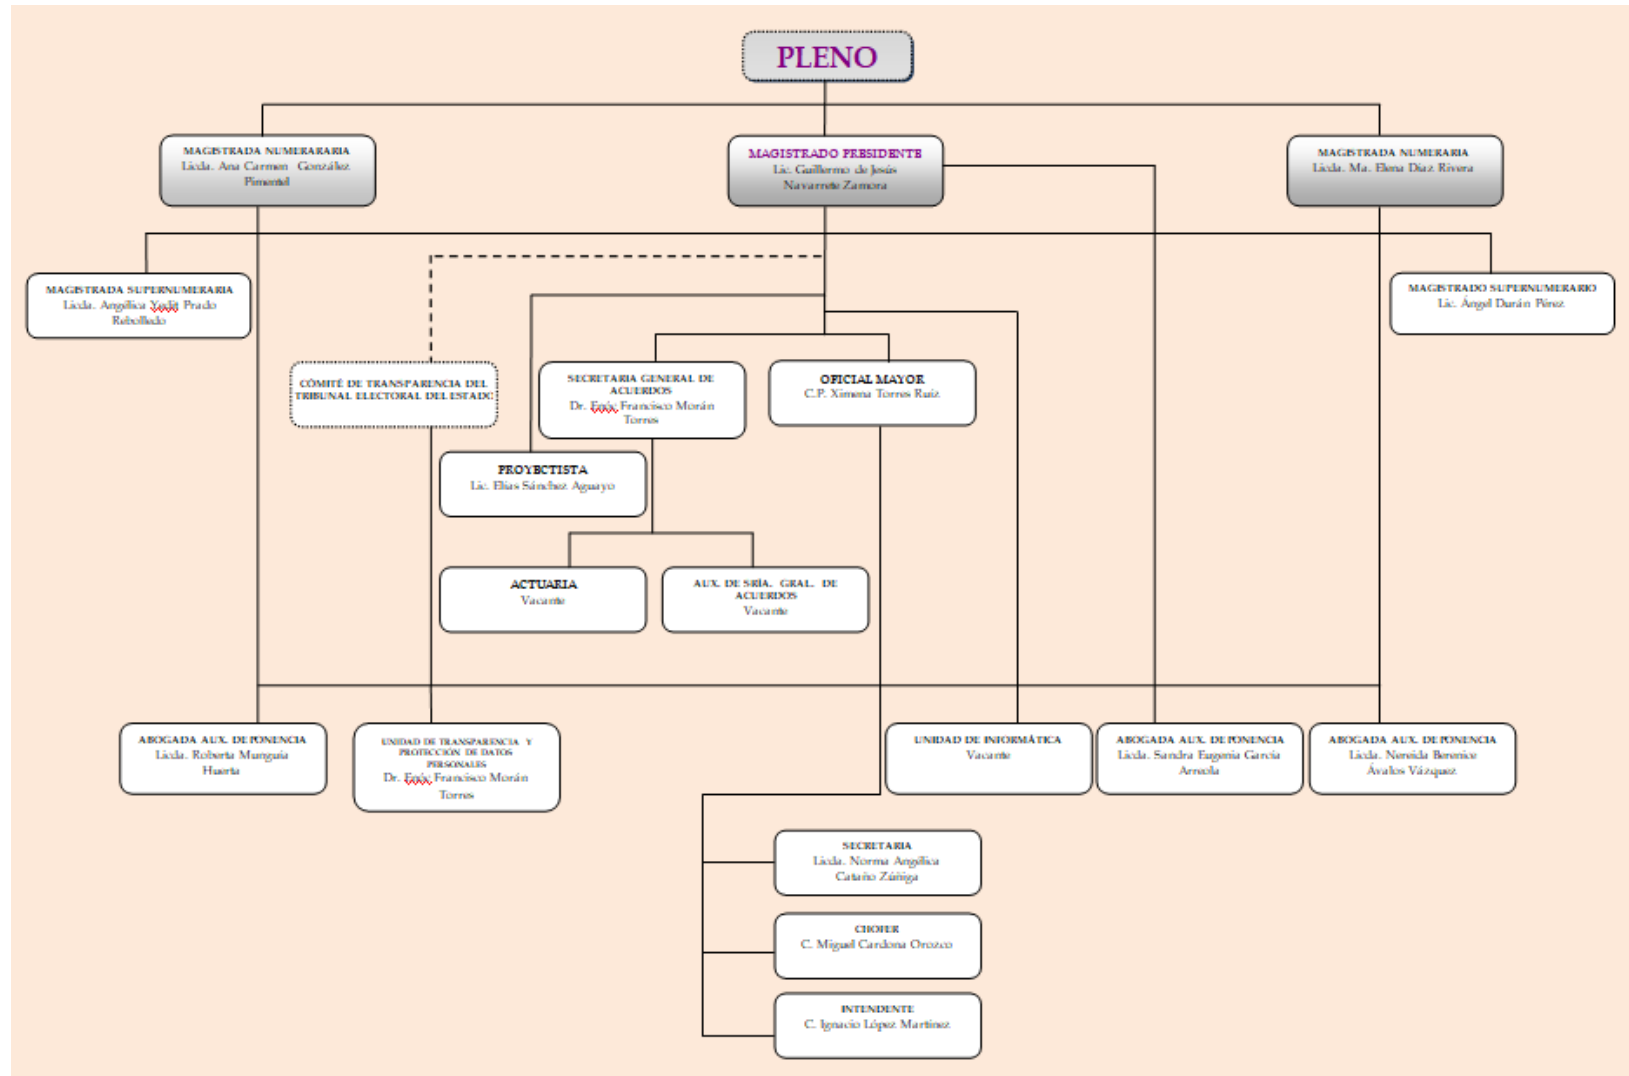 PLENO
MAGISTRADA NUMERARARIA
Licda. Ana Carmen González
Pimentel
MAGISTRADO PRESIDENTE
Lic. Guillermo de Jesús
Navarrete Zamora
MAGISTRADA NUMERARIA
Licda. Ma. Elena Díaz Rivera
MAGISTRADA SUPERNUMERARIA
Licda. Angélica Yedit Prado
Rebolledo
MAGISTRADO SUPERNUMERARIO
Lic. Ángel Durán Pérez
CÓMITÉ DE TRANSPARENCIA DEL
TRIBUNAL ELECTORAL DEL ESTADO
SECRETARIA GENERAL DE
ACUERDOS
Dr. Enóc Francisco Morán
Torres
OFICIAL MAYOR
C.P. Ximena Torres Ruiz
PROYECTISTA
Lic. Elías Sánchez Aguayo
ACTUARIA
Vacante
AUX. DE SRÍA. GRAL. DE
ACUERDOS
Vacante
ABOGADA AUX. DE PONENCIA
Licda. Roberta Munguía
Huerta
UNIDAD DE TRANSPARENCIA Y
PROTECCIÓN DE DATOS
PERSONALES
Dr. Enóc Francisco Morán
Torres
UNIDAD DE INFORMÁTICA
Vacante
ABOGADA AUX. DE PONENCIA
Licda. Sandra Eugenia García
Arreola
ABOGADA AUX. DE PONENCIA
Licda. Nereida Berenice
Ávalos Vázquez
SECRETARIA
Licda. Norma Angélica
Cataño Zúñiga
CHOFER
C. Miguel Cardona Orozco
INTENDENTE
C. Ignacio López Martínez